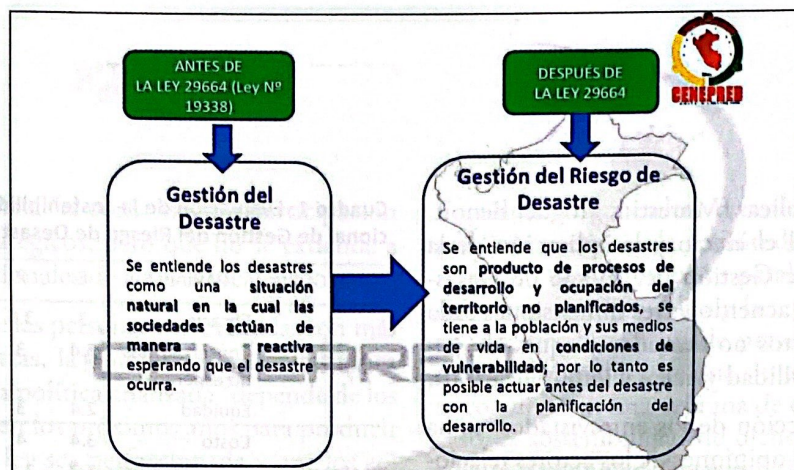 ANTES DE
LA LEY 29664 (Ley Nº
19338)
DESPUÉS DE
LA LEY 29664
CENEPRED
Gestión del
Desastre
Se entiende los desastres
como una situación
natural en la cual las
sociedades actúan de
manera reactiva
esperando que el desastre
ocurra.
Gestión del Riesgo de
Desastre
Se entiende que los desastres
son producto de procesos de
desarrollo y ocupación del
territorio no planificados, se
tiene a la población y sus medios
de vida en condiciones de
vulnerabilidad; por lo tanto es
posible actuar antes del desastre
con la planificación del
desarrollo.
CENEPRED